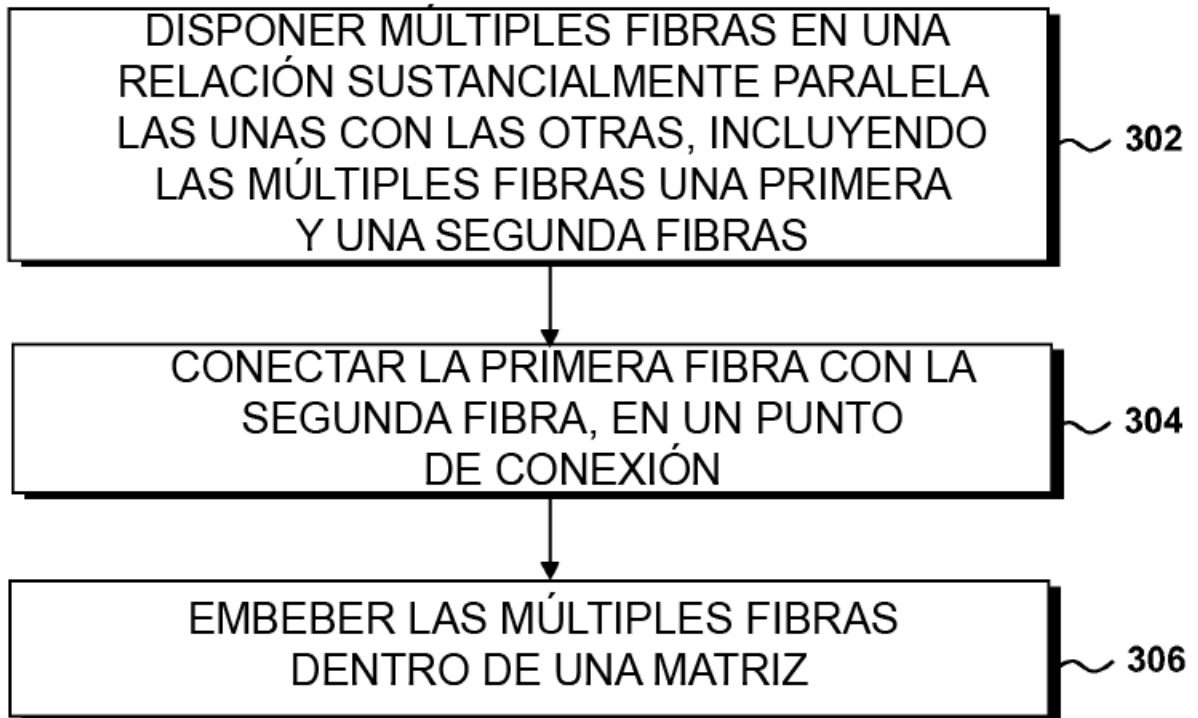 DISPONER MÚLTIPLES FIBRAS EN UNA
RELACIÓN SUSTANCIALMENTE PARALELA
LAS UNAS CON LAS OTRAS, INCLUYENDO
LAS MÚLTIPLES FIBRAS UNA PRIMERA
Y UNA SEGUNDA FIBRAS
302
CONECTAR LA PRIMERA FIBRA CON LA
SEGUNDA FIBRA, EN UN PUNTO
DE CONEXIÓN
304
EMBEBER LAS MÚLTIPLES FIBRAS
DENTRO DE UNA MATRIZ
306